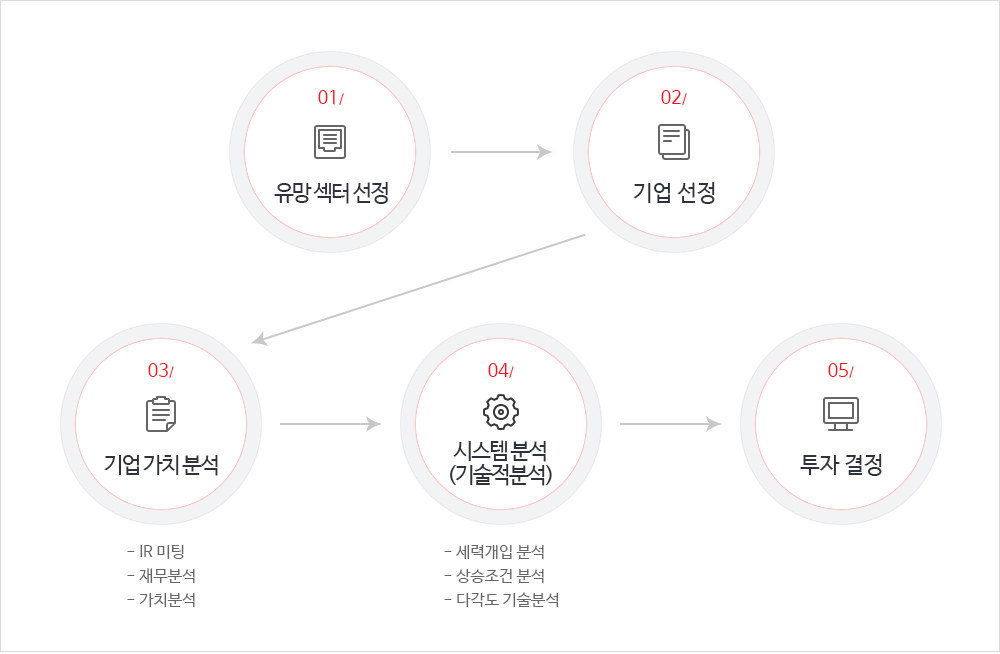 01/
유망 섹터 선정
02/
기업 선정
03/
기업 가치 분석
- IR 미팅
- 재무분석
- 가치분석
04/
시스템 분석
(기술적분석)
- 세력개입 분석
- 상승조건 분석
- 다각도 기술분석
05/
투자 결정